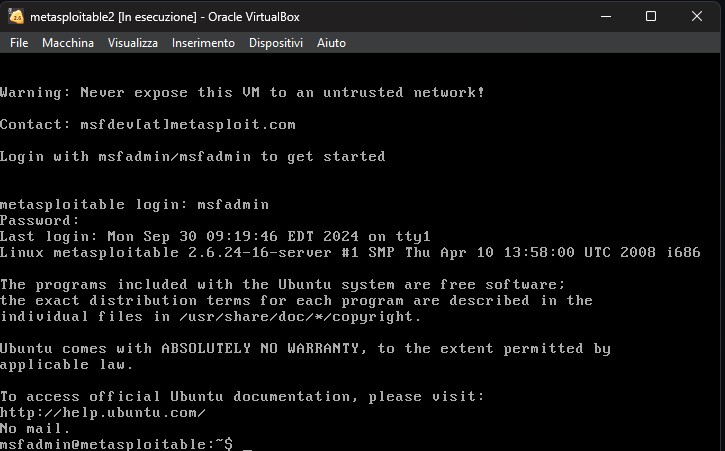 metasploitable2 [In esecuzione] - Oracle VirtualBox
File Macchina Visualizza Inserimento Dispositivi Aiuto
Warning: Never expose this VM to an untrusted network!
Contact: msfdev[at]metasploit.com
Login with msfadmin/msfadmin to get started
metasploitable login: msfadmin
Password:
Last login: Mon Sep 30 09:19:46 EDT 2024 on tty1
Linux metasploitable 2.6.24-16-server #1 SMP Thu Apr 10 13:58:00 UTC 2008 i686
The programs included with the Ubuntu system are free software;
the exact distribution terms for each program are described in the
individual files in /usr/share/doc/*/copyright.
Ubuntu comes with ABSOLUTELY NO WARRANTY, to the extent permitted by
applicable law.
To access official Ubuntu documentation, please visit:
http://help.ubuntu.com/
No mail.
msfadmin@metasploitable:~$ _